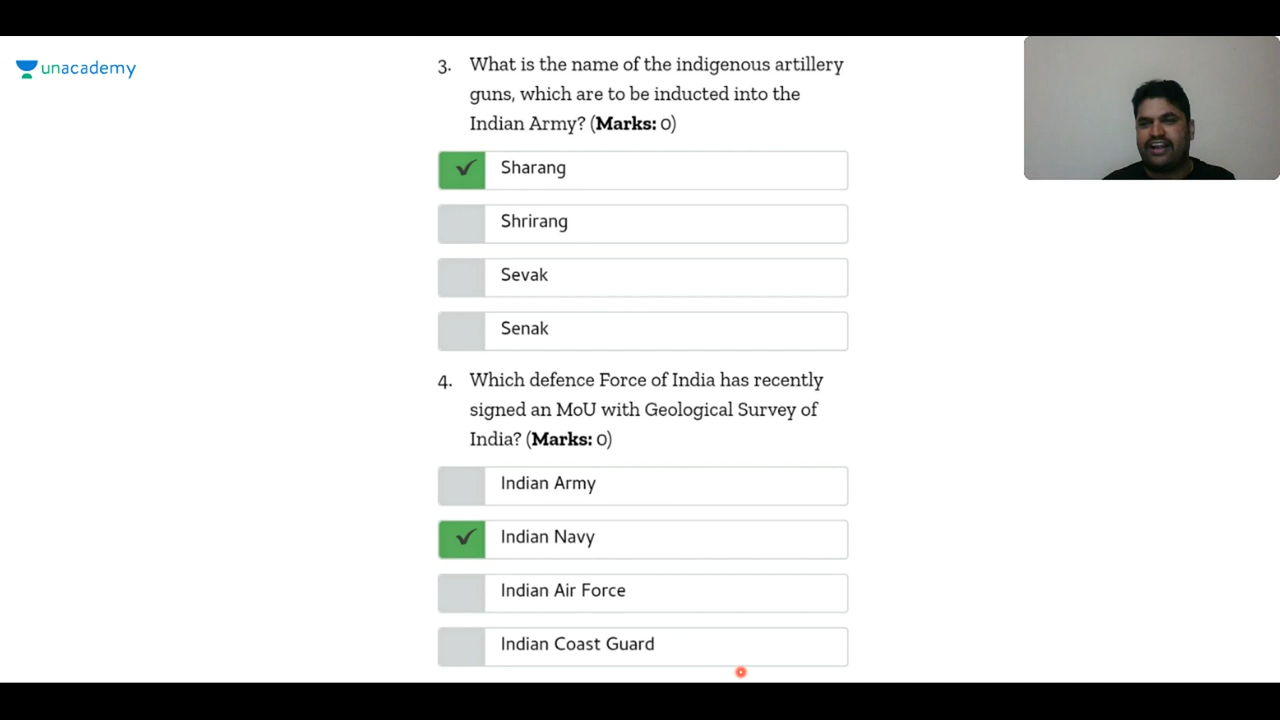 unacademy
3. What is the name of the indigenous artillery
guns, which are to be inducted into the
Indian Army? (Marks: 0)
Sharang
Shrirang
Sevak
Senak
4. Which defence Force of India has recently
signed an MoU with Geological Survey of
India? (Marks: 0)
Indian Army
Indian Navy
Indian Air Force
Indian Coast Guard